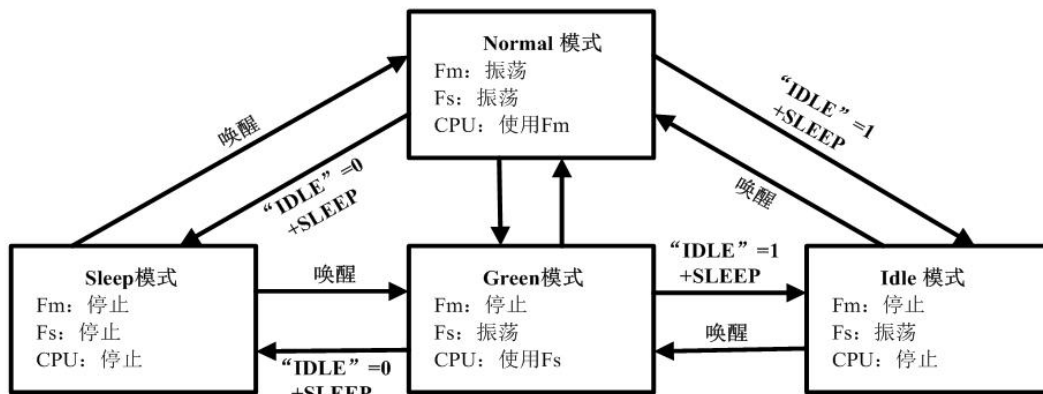 Normal 模式
Fm：振荡
Fs：振荡
CPU：使用Fm
唤醒
“IDLE”=0
+SLEEP
“IDLE”=1
+SLEEP
唤醒
Sleep模式
Fm：停止
Fs：停止
CPU：停止
唤醒
“IDLE”=0
+SLEEP
Green模式
Fm：停止
Fs：振荡
CPU：使用Fs
“IDLE”=1
+SLEEP
唤醒
Idle 模式
Fm：停止
Fs：振荡
CPU：停止